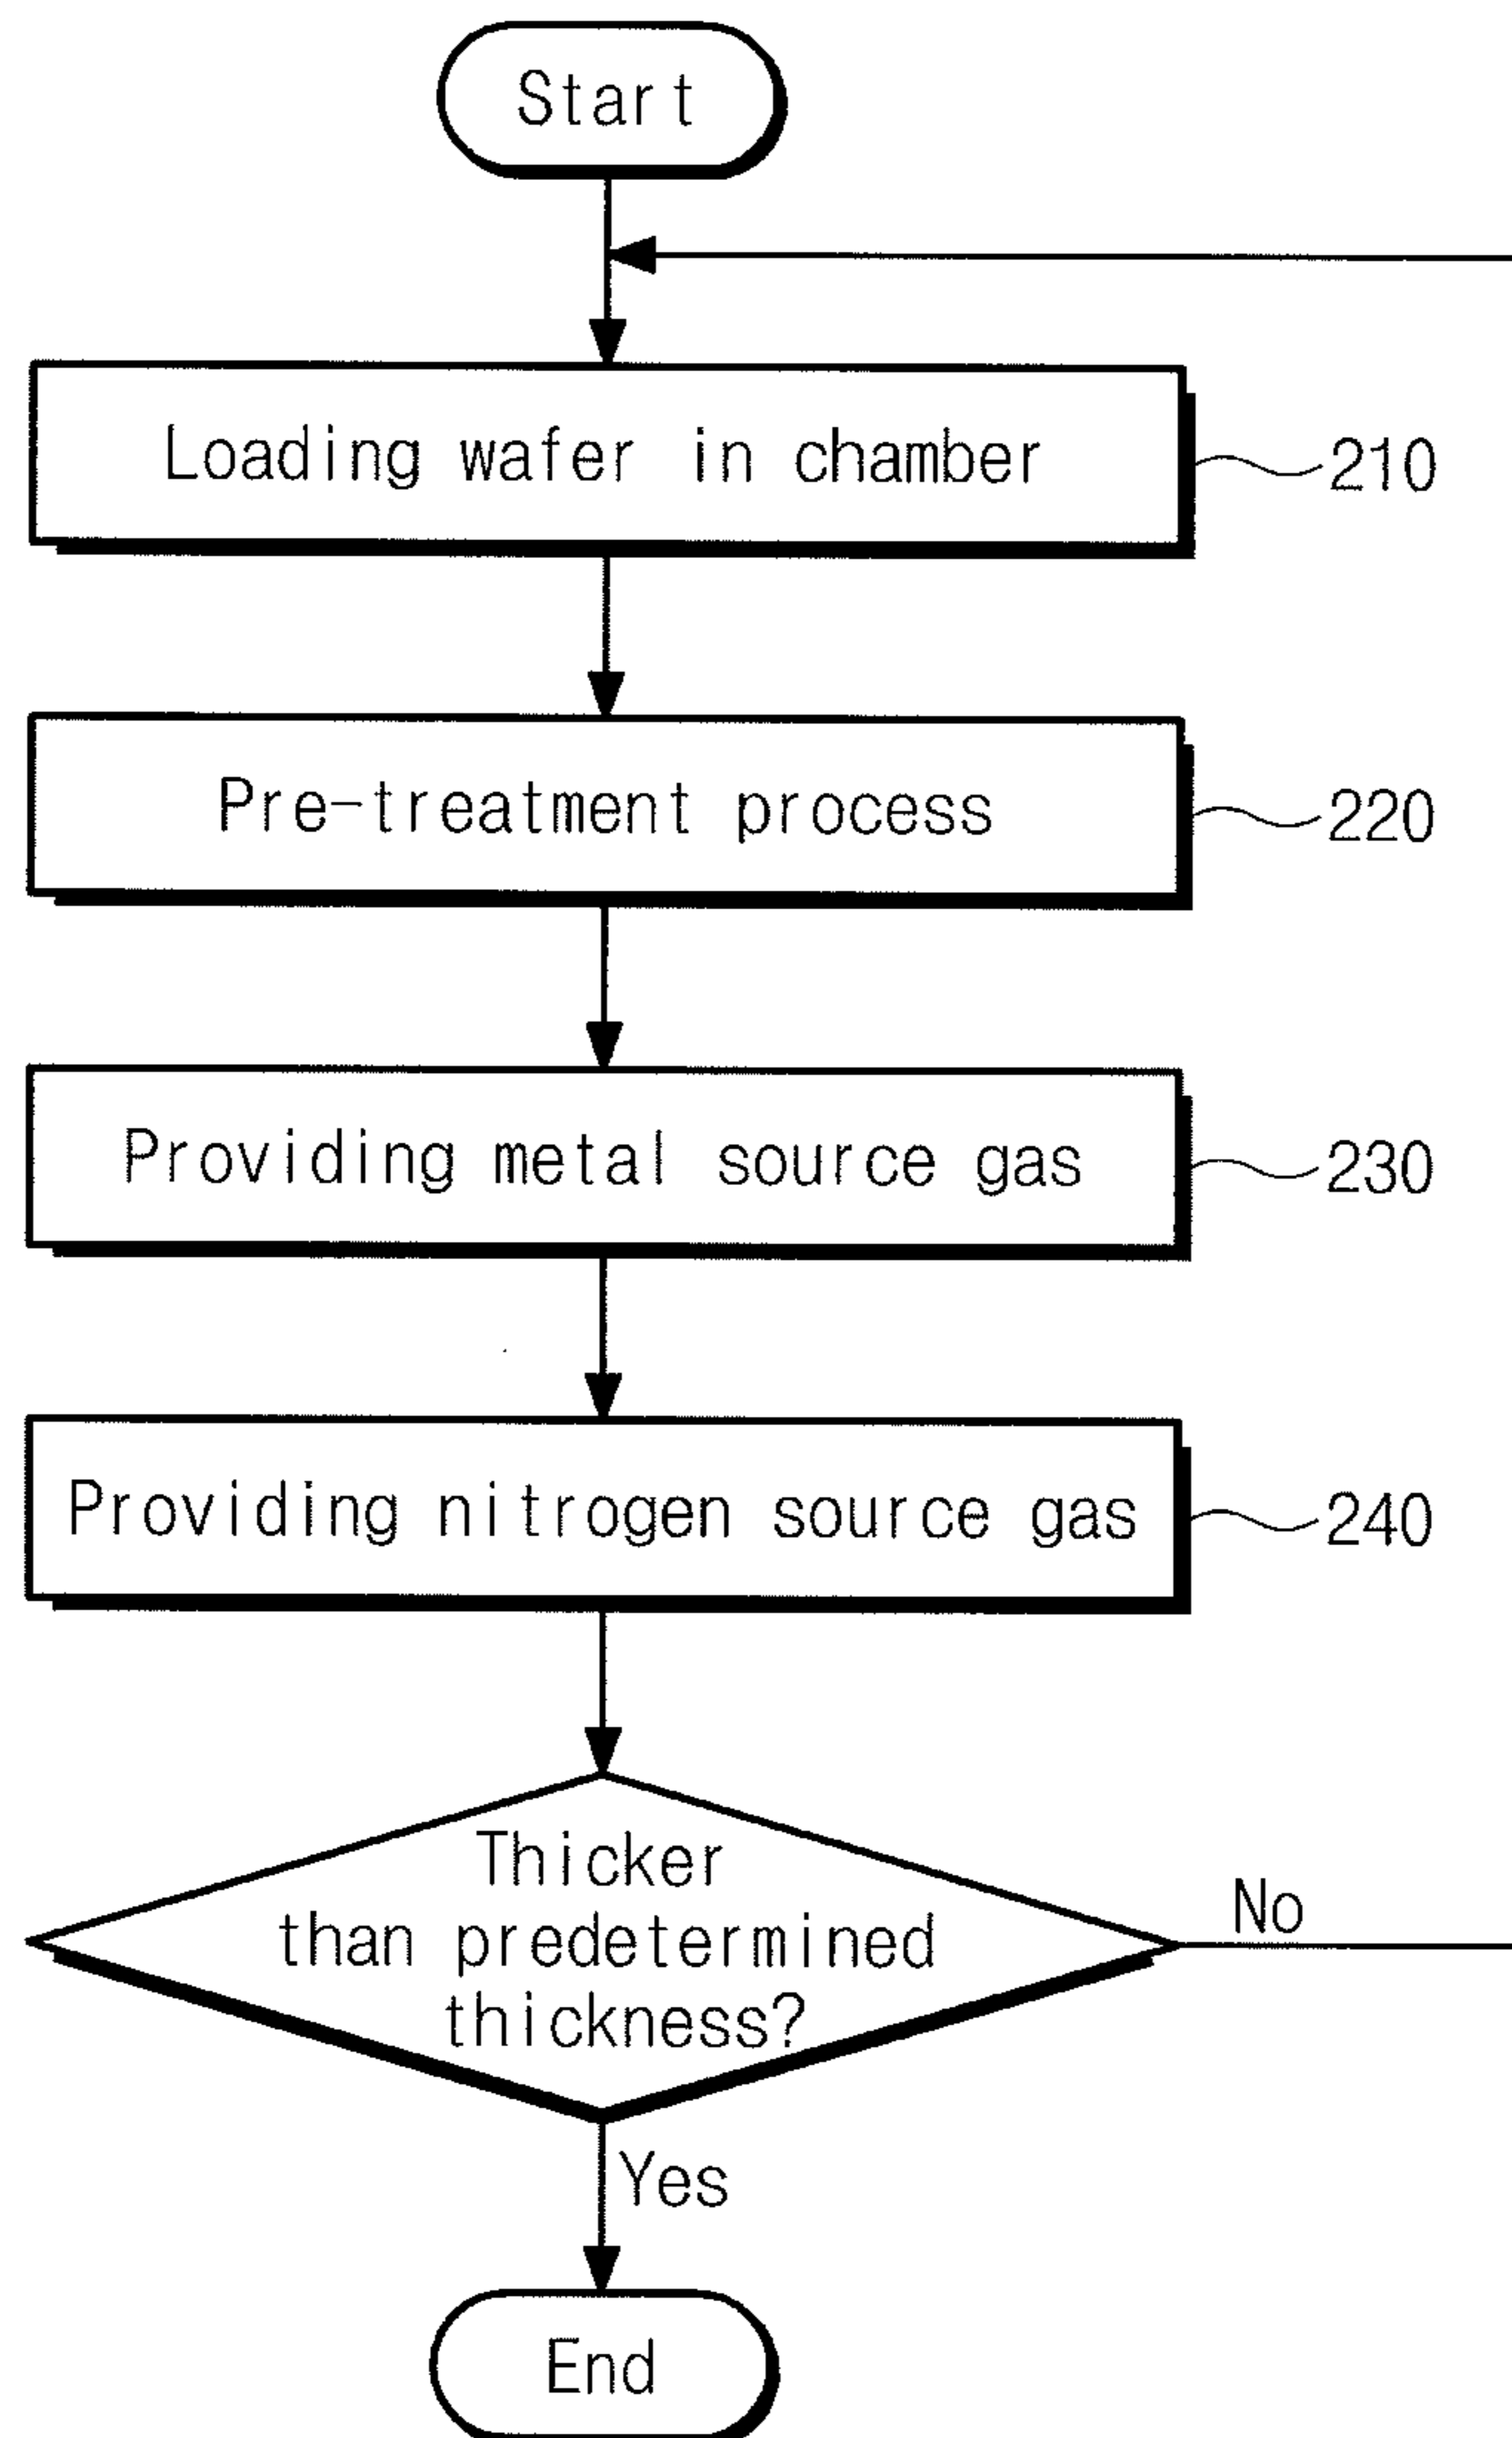 Start
Loading wafer in chamber
210
Pre-treatment process
220
Providing metal source gas
230
Providing nitrogen source gas
240
Thicker
than predetermined
thickness?
No
Yes
End